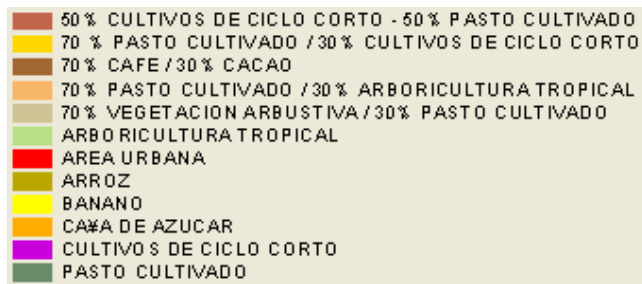 50 % CULTIVOS DE CICLO CORTO - 50 % PASTO CULTIVADO
70 % PASTO CULTIVADO / 30 % CULTIVOS DE CICLO CORTO
70 % CAFE / 30 % CACAO
70 % PASTO CULTIVADO / 30 % ARBORICULTURA TROPICAL
70 % VEGETACION ARBUSTIVA / 30 % PASTO CULTIVADO
ARBORICULTURA TROPICAL
AREA URBANA
ARROZ
BANANO
CA¥A DE AZUCAR
CULTIVOS DE CICLO CORTO
PASTO CULTIVADO